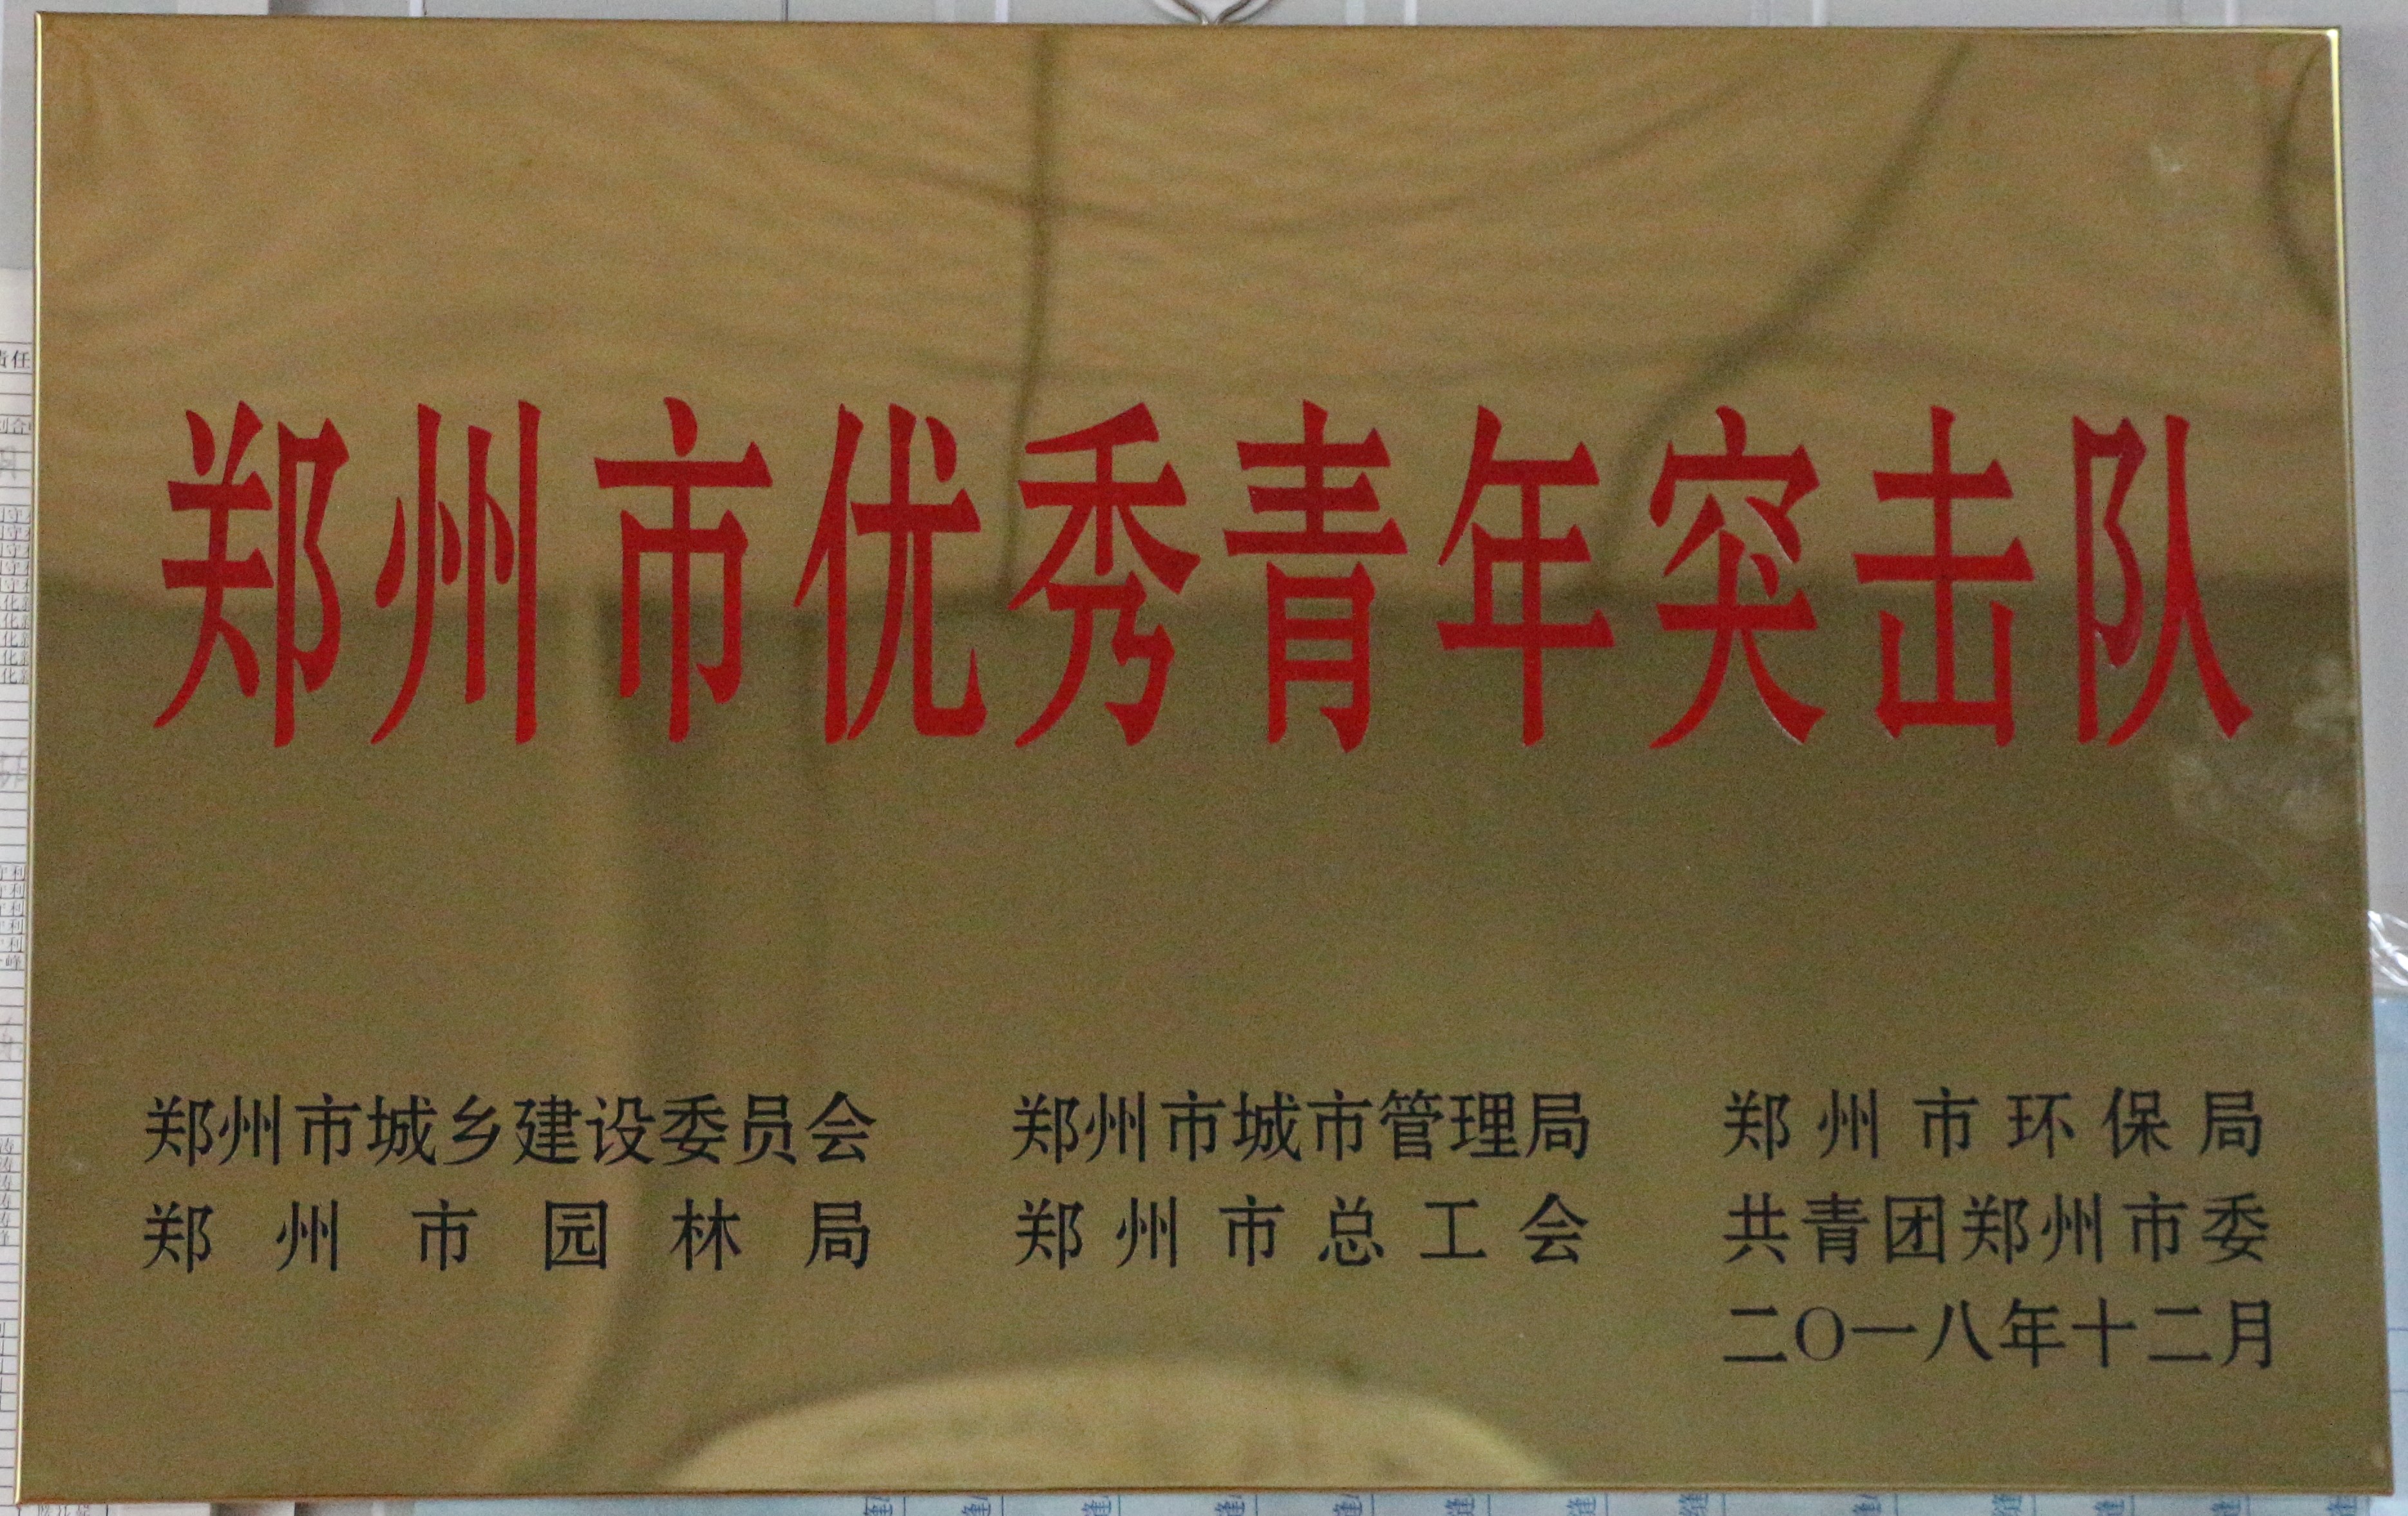 郑州市优秀青年突击队
郑州市城乡建设委员会 郑州市城市管理局 郑州市环保局
郑州市园林局 郑州市总工会 共青团郑州市委
二〇一八年十二月